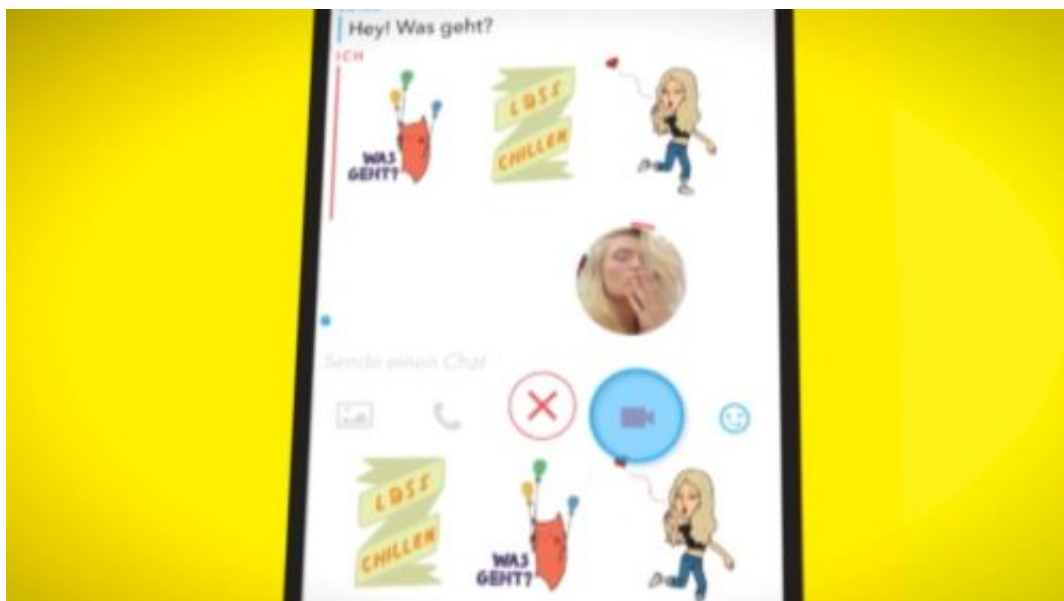 Hey! Was geht?
ICH
WAS
GEHT?
LASS
CHILLEN
Sende einen Chat
LASS
CHILLEN
WAS
GEHT?